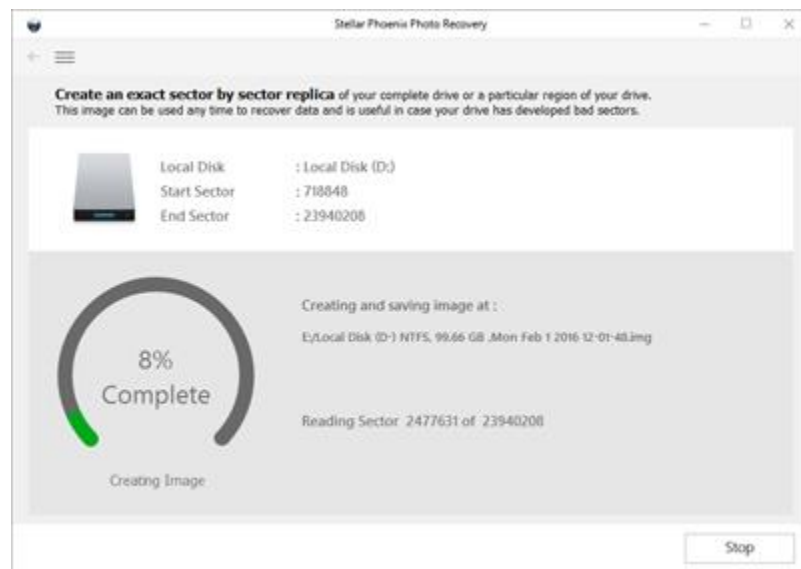 Stellar Phoenix Photo Recovery
Create an exact sector by sector replica of your complete drive or a particular region of your drive.
This image can be used any time to recover data and is useful in case your drive has developed bad sectors.
Local Disk : Local Disk (D:)
Start Sector : 718848
End Sector : 23940208
Creating and saving image at :
E:/Local Disk (D-) NTFS, 99.66 GB ,Mon Feb 1 2016 12-01-48.img
8%
Complete
Reading Sector 2477631 of 23940208
Creating Image
Stop